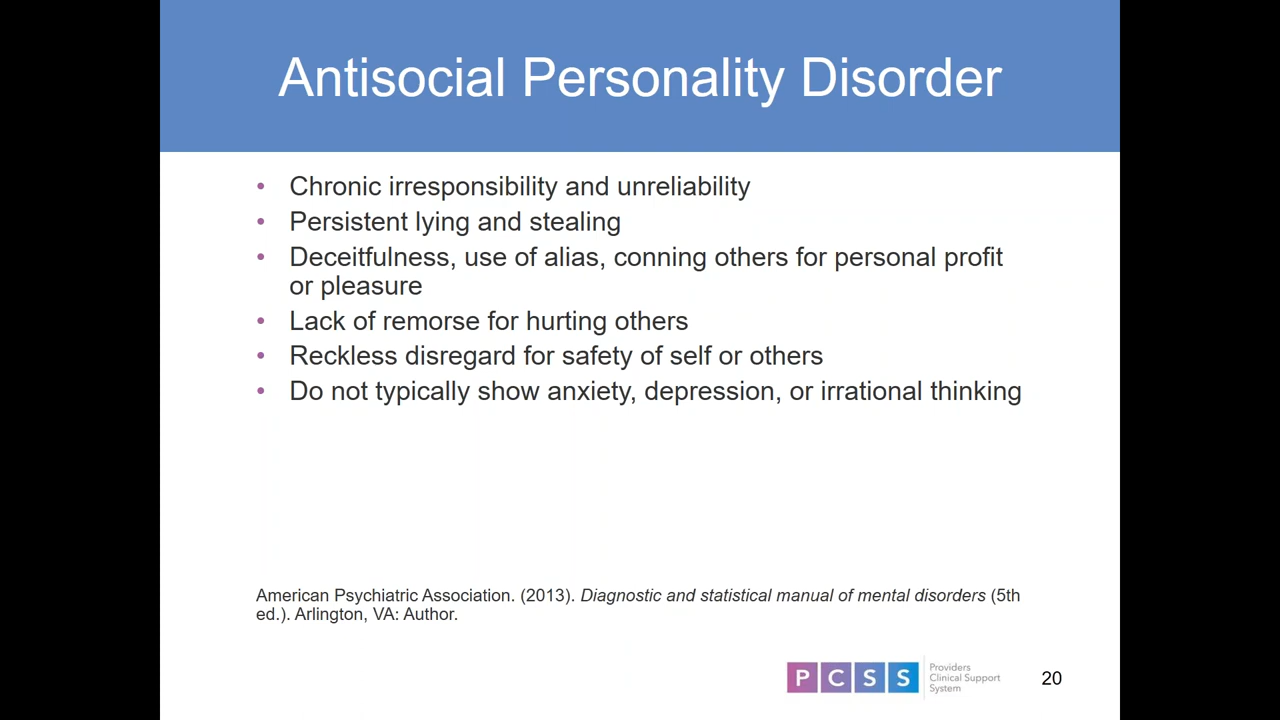 Antisocial Personality Disorder
• Chronic irresponsibility and unreliability
• Persistent lying and stealing
• Deceitfulness, use of alias, conning others for personal profit
or pleasure
• Lack of remorse for hurting others
• Reckless disregard for safety of self or others
• Do not typically show anxiety, depression, or irrational thinking
American Psychiatric Association. (2013). Diagnostic and statistical manual of mental disorders (5th
ed.). Arlington, VA: Author.
PCSS
Providers
Clinical Support
System
20